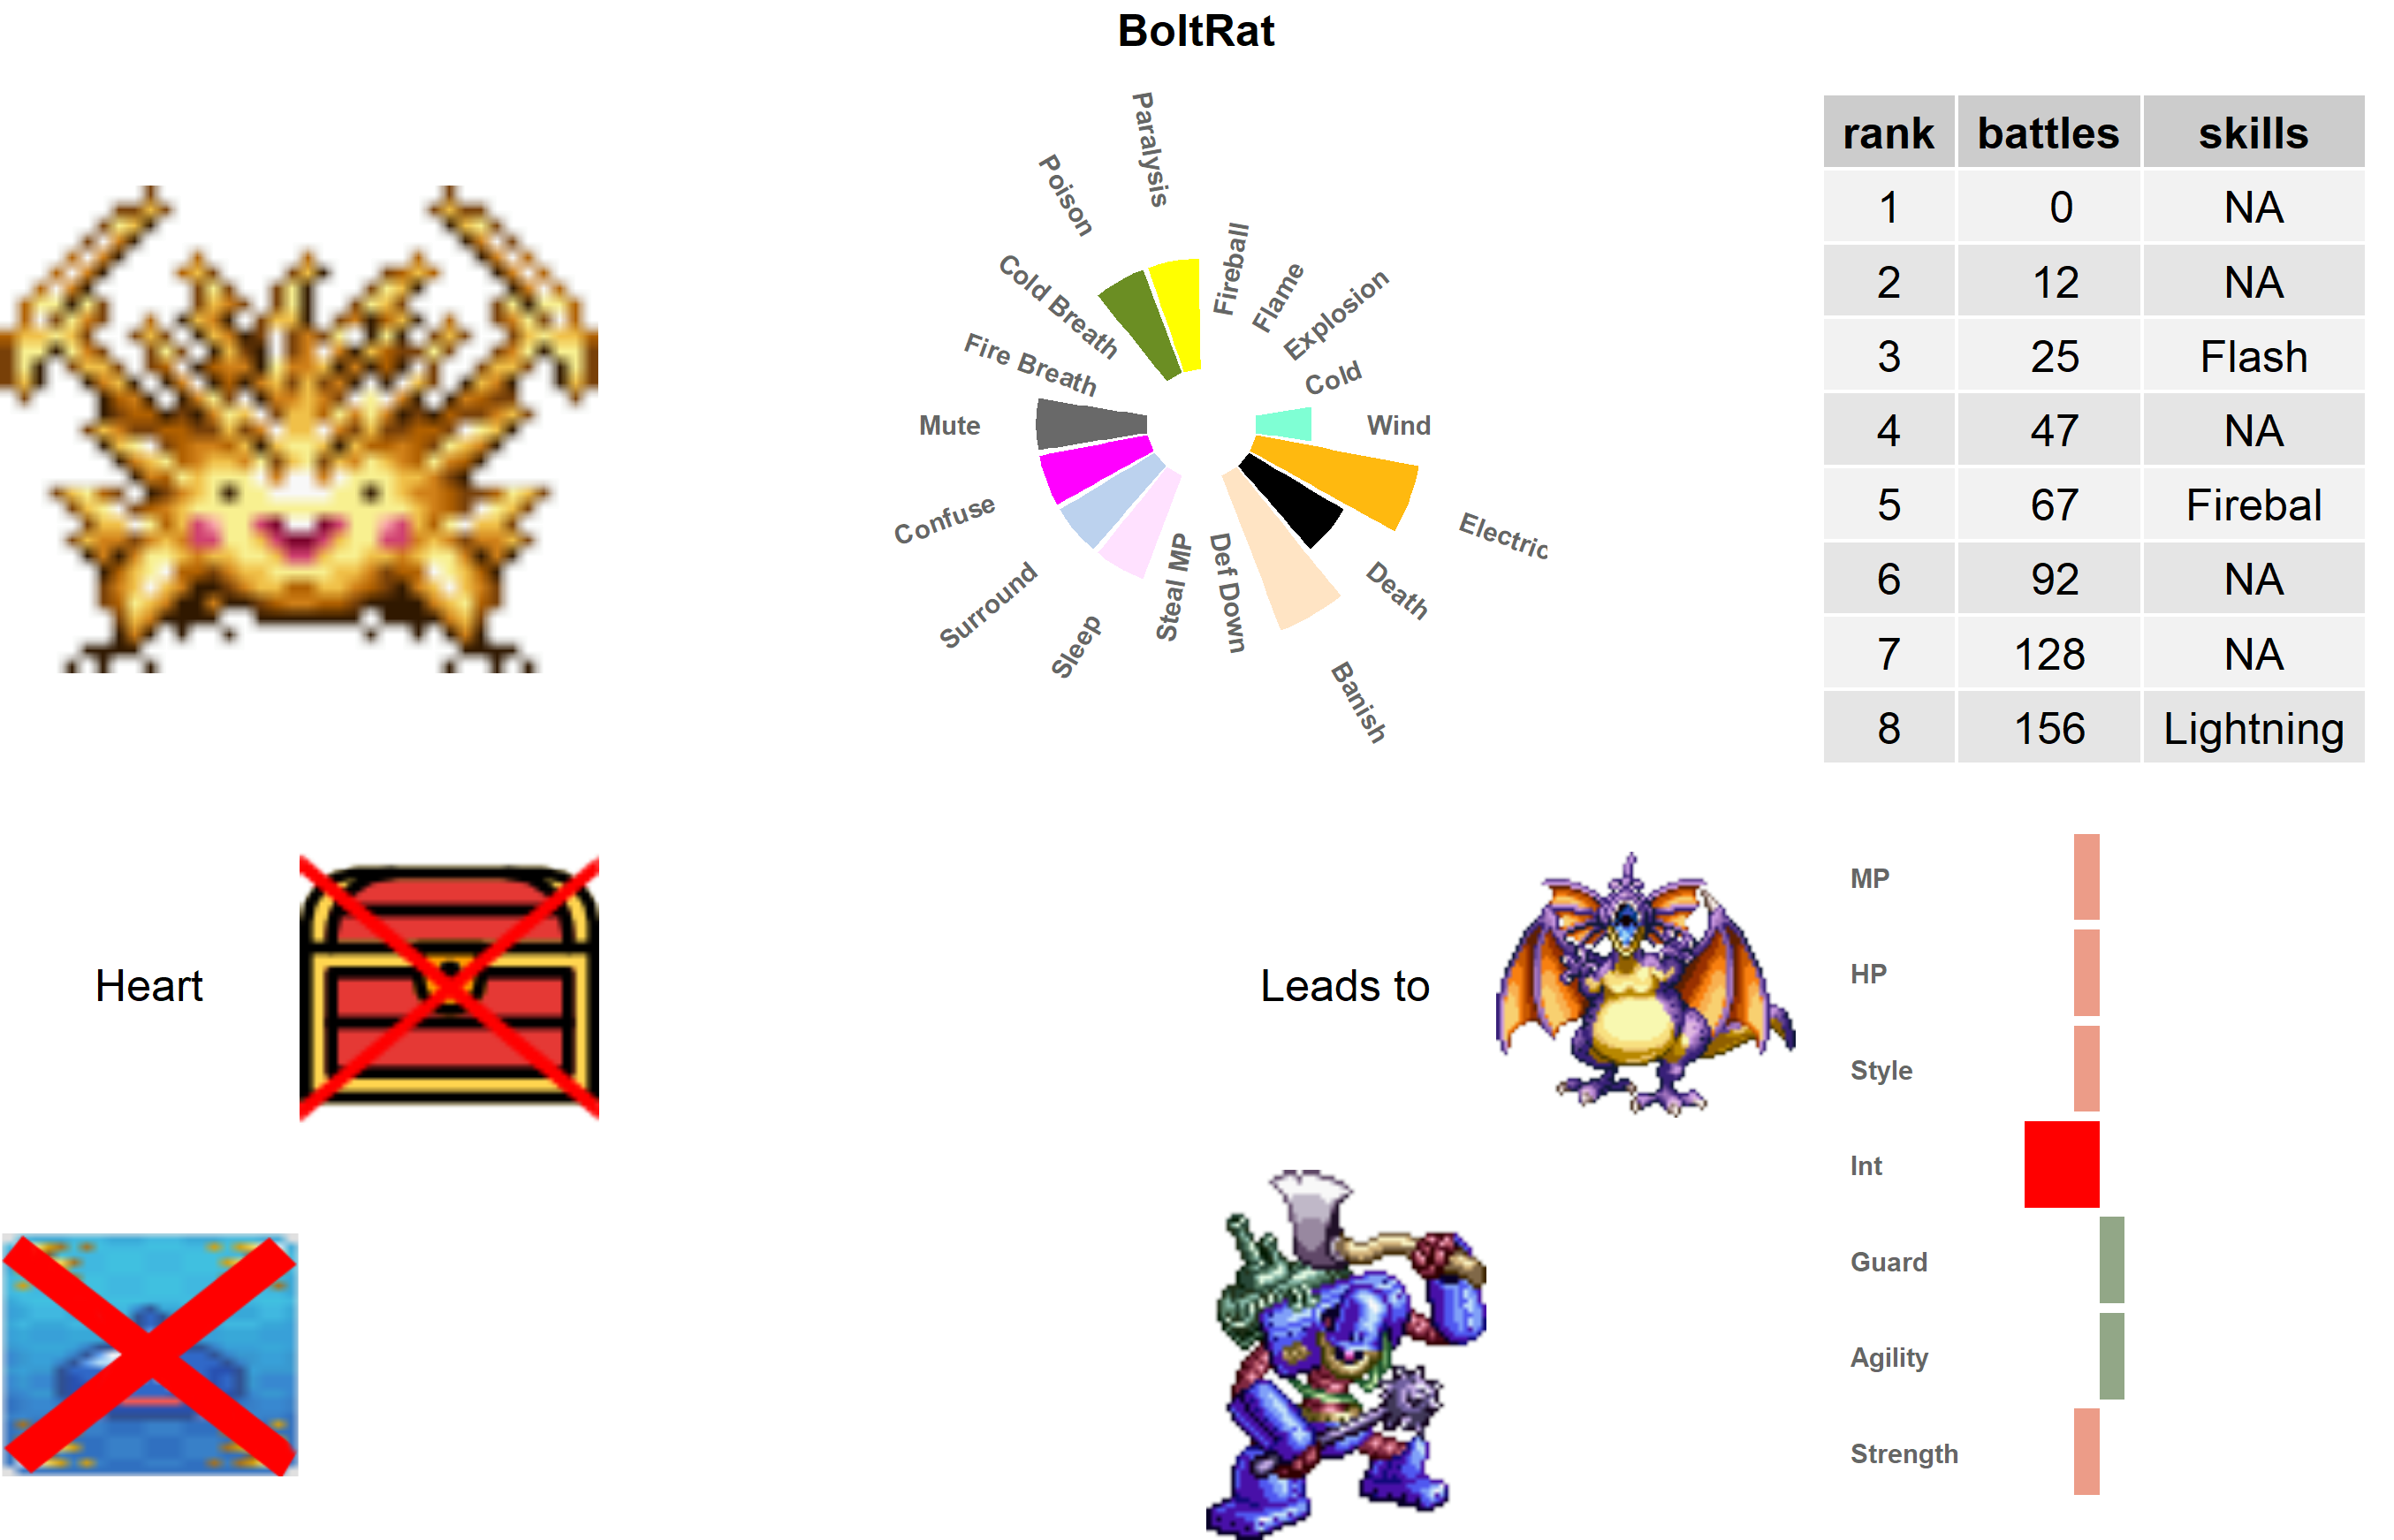 BoltRat
Paralysis
Poison
Fireball
Flame
Explosion
Cold Breath
Fire Breath
Cold
Mute
Wind
Confuse
Electric
Surround
Death
Sleep
Steal MP
Def Down
Banish
rank battles skills
1 0 NA
2 12 NA
3 25 Flash
4 47 NA
5 67 Firebal
6 92 NA
7 128 NA
8 156 Lightning
Heart
Leads to
MP
HP
Style
Int
Guard
Agility
Strength